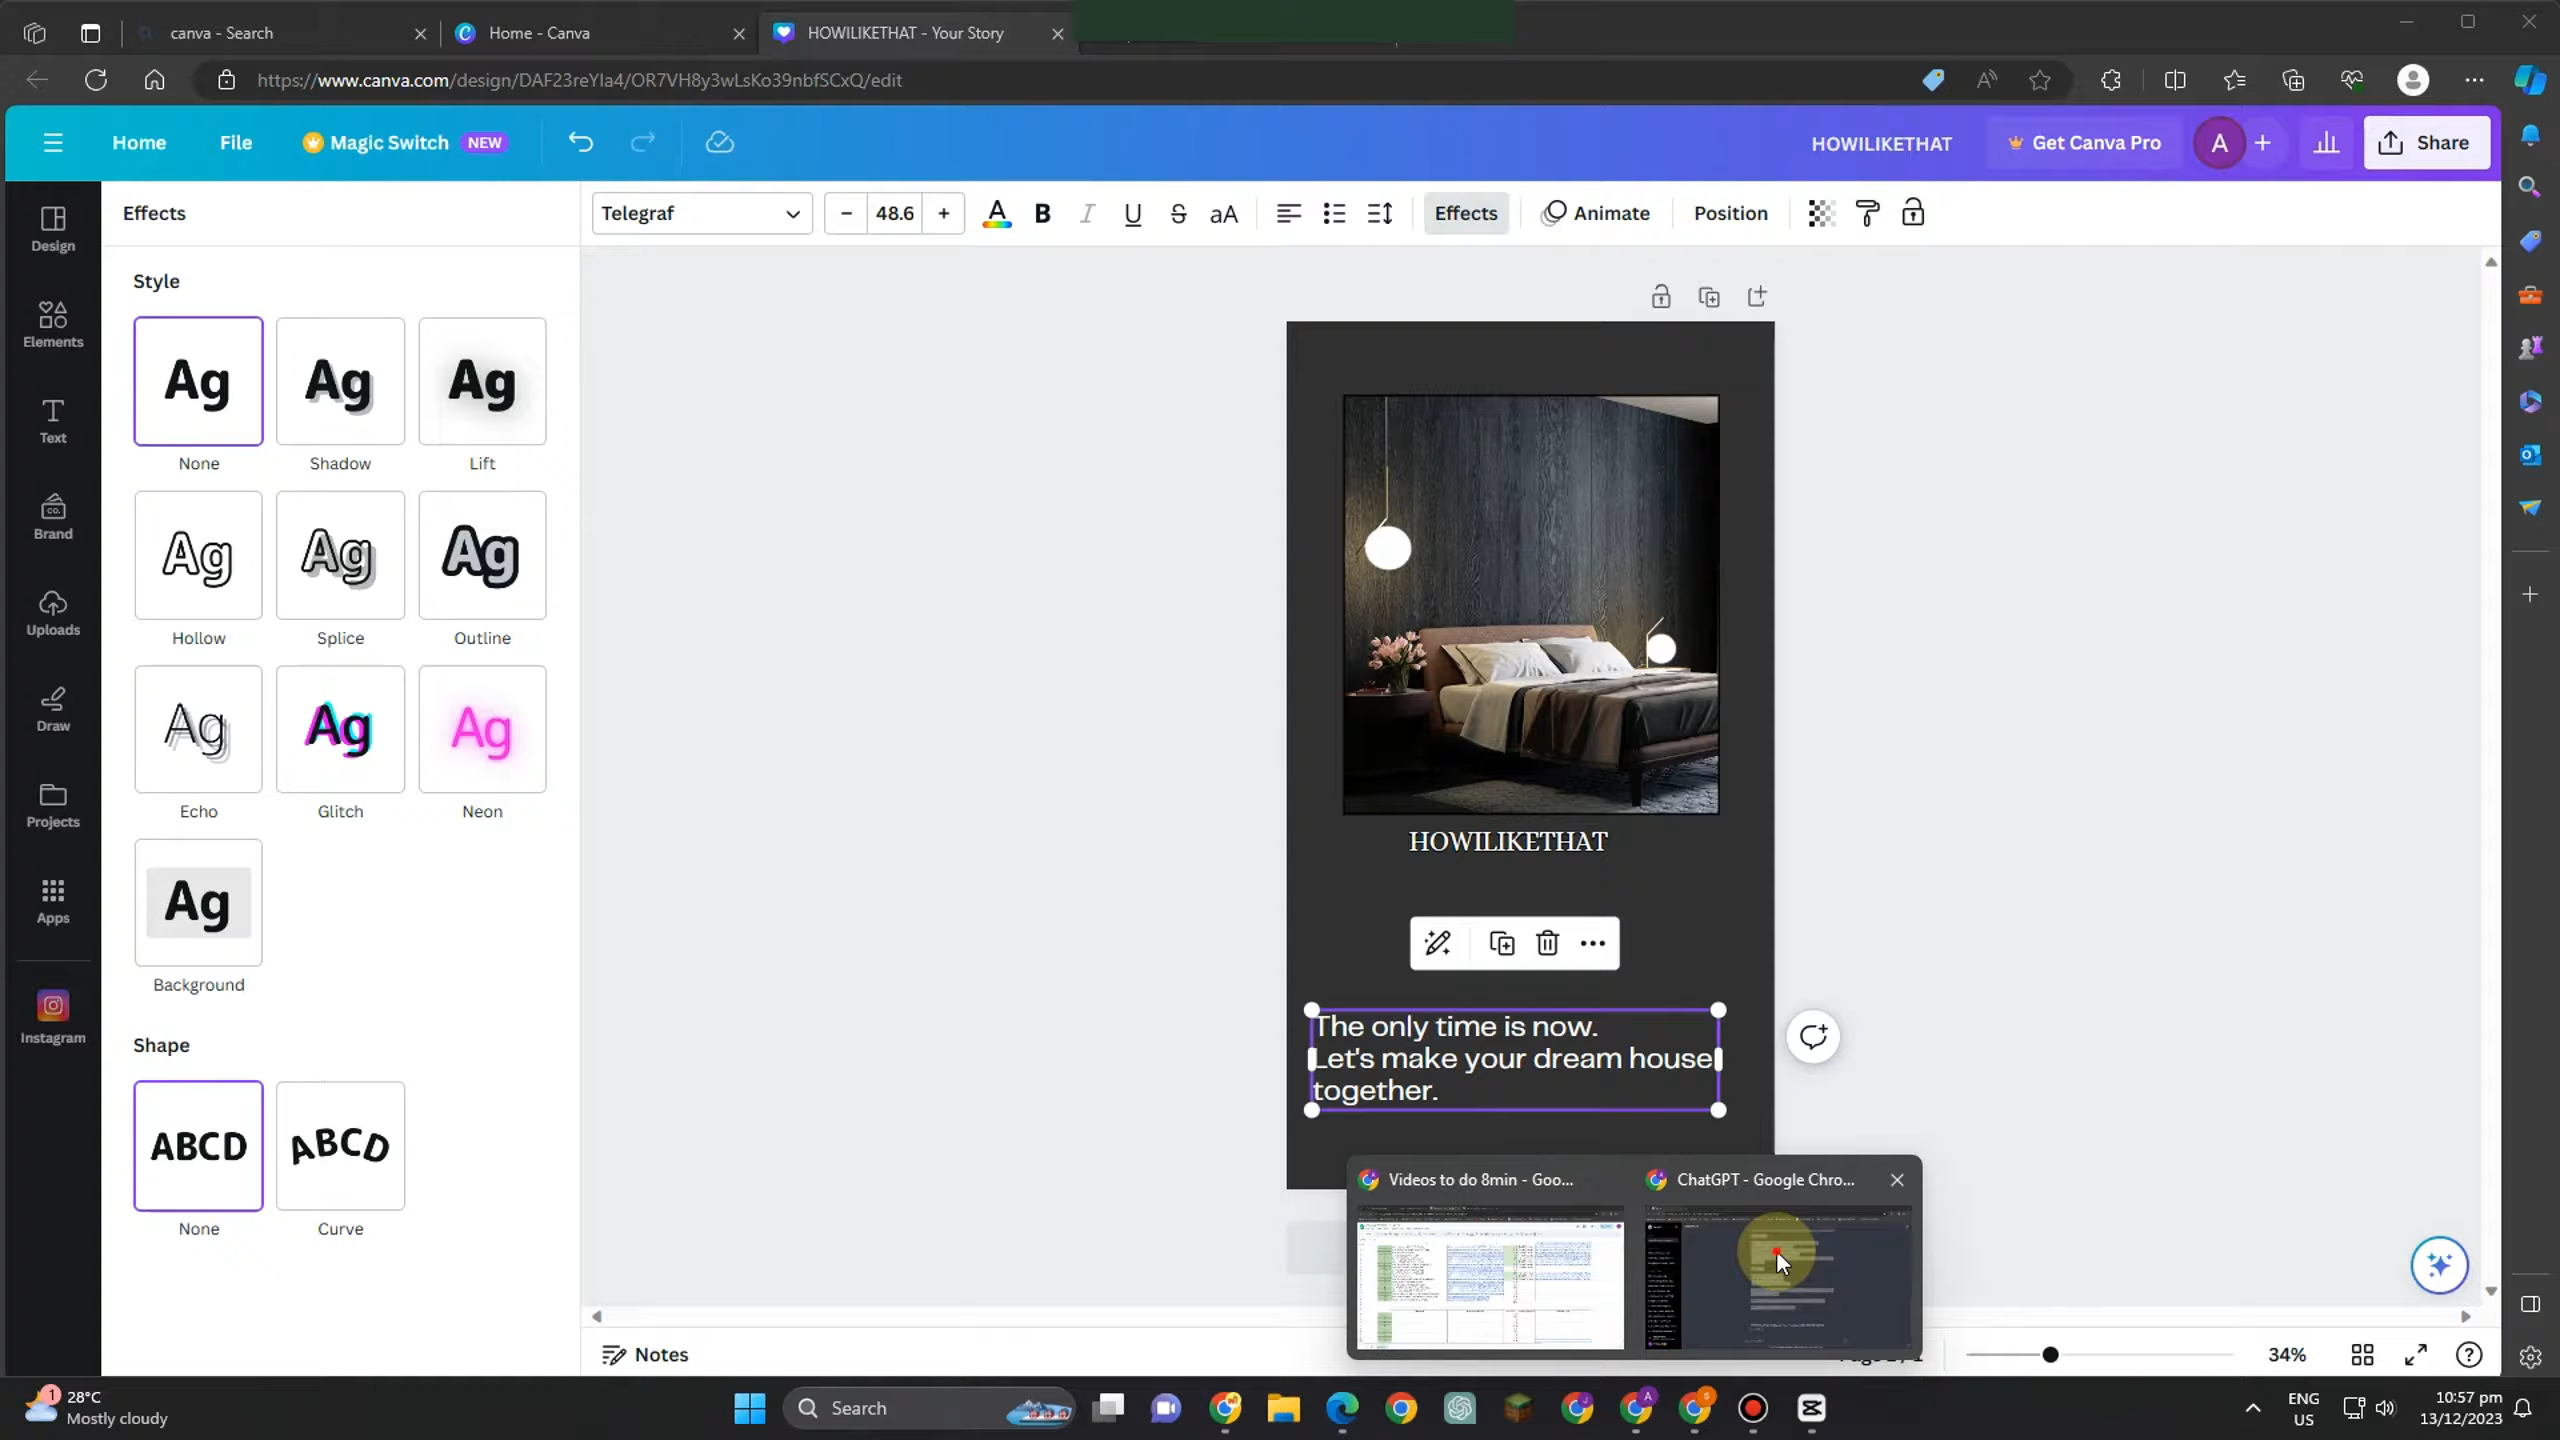 canva - Search
Home - Canva
HOWILIKETHAT - Your Story
https://www.canva.com/design/DAF23reYIa4/OR7VH8y3wLsKo39nbfSCxQ/edit
Home
File
Magic Switch
NEW
HOWILIKETHAT
Get Canva Pro
A
Share
Effects
Telegraf
48.6
A
B
I
U
S
aA
Effects
Animate
Position
Design
Elements
Text
Brand
Uploads
Draw
Projects
Apps
Instagram
Style
Ag
Ag
Ag
None
Shadow
Lift
Ag
Ag
Ag
Hollow
Splice
Outline
Ag
Ag
Ag
Echo
Glitch
Neon
Ag
Background
Shape
ABCD
ABCD
None
Curve
HOWILIKETHAT
The only time is now.
Let's make your dream house
together.
Videos to do 8min - Goo...
ChatGPT - Google Chro...
Notes
34%
1
28°C
Mostly cloudy
Search
ENG
US
10:57 pm
13/12/2023